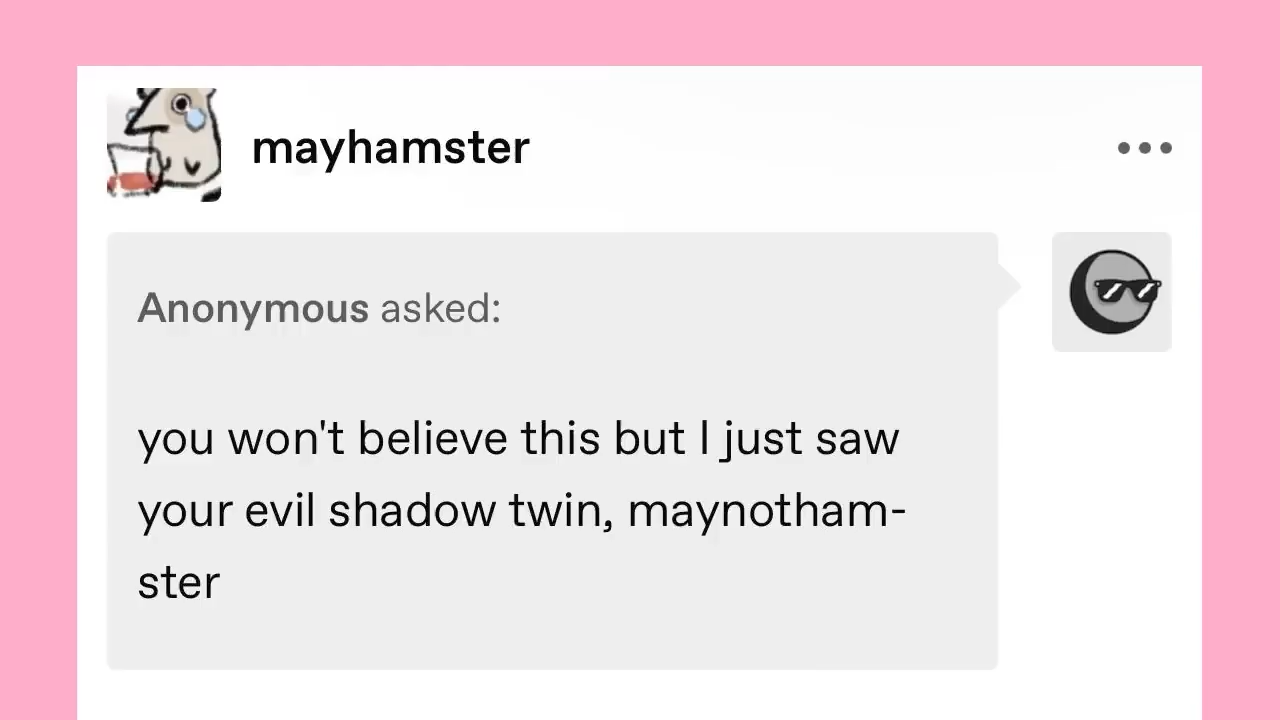 mayhamster
Anonymous asked:
you won't believe this but I just saw
your evil shadow twin, maynotham-
ster